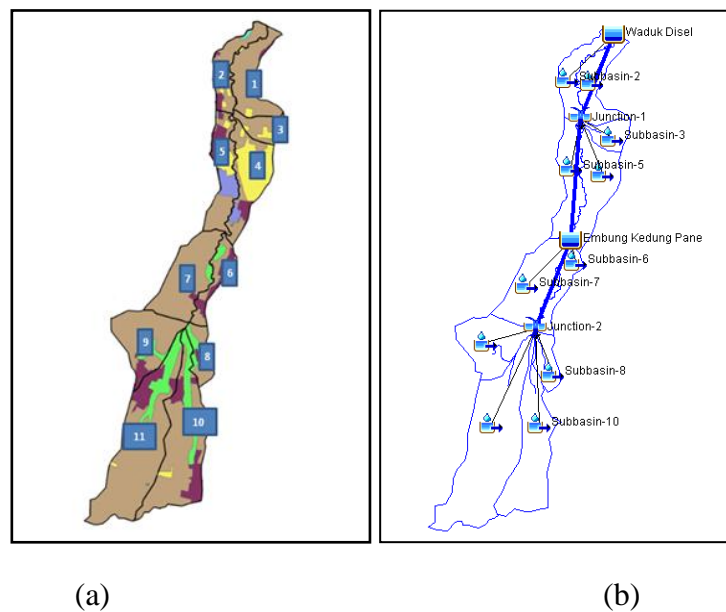 2
1
3
5
4
6
7
9
8
10
11
Waduk Disel
Subbasin-2
Junction-1
Subbasin-3
Subbasin-5
Embung Kedung Pane
Subbasin-6
Subbasin-7
Junction-2
Subbasin-8
Subbasin-10
(a)
(b)